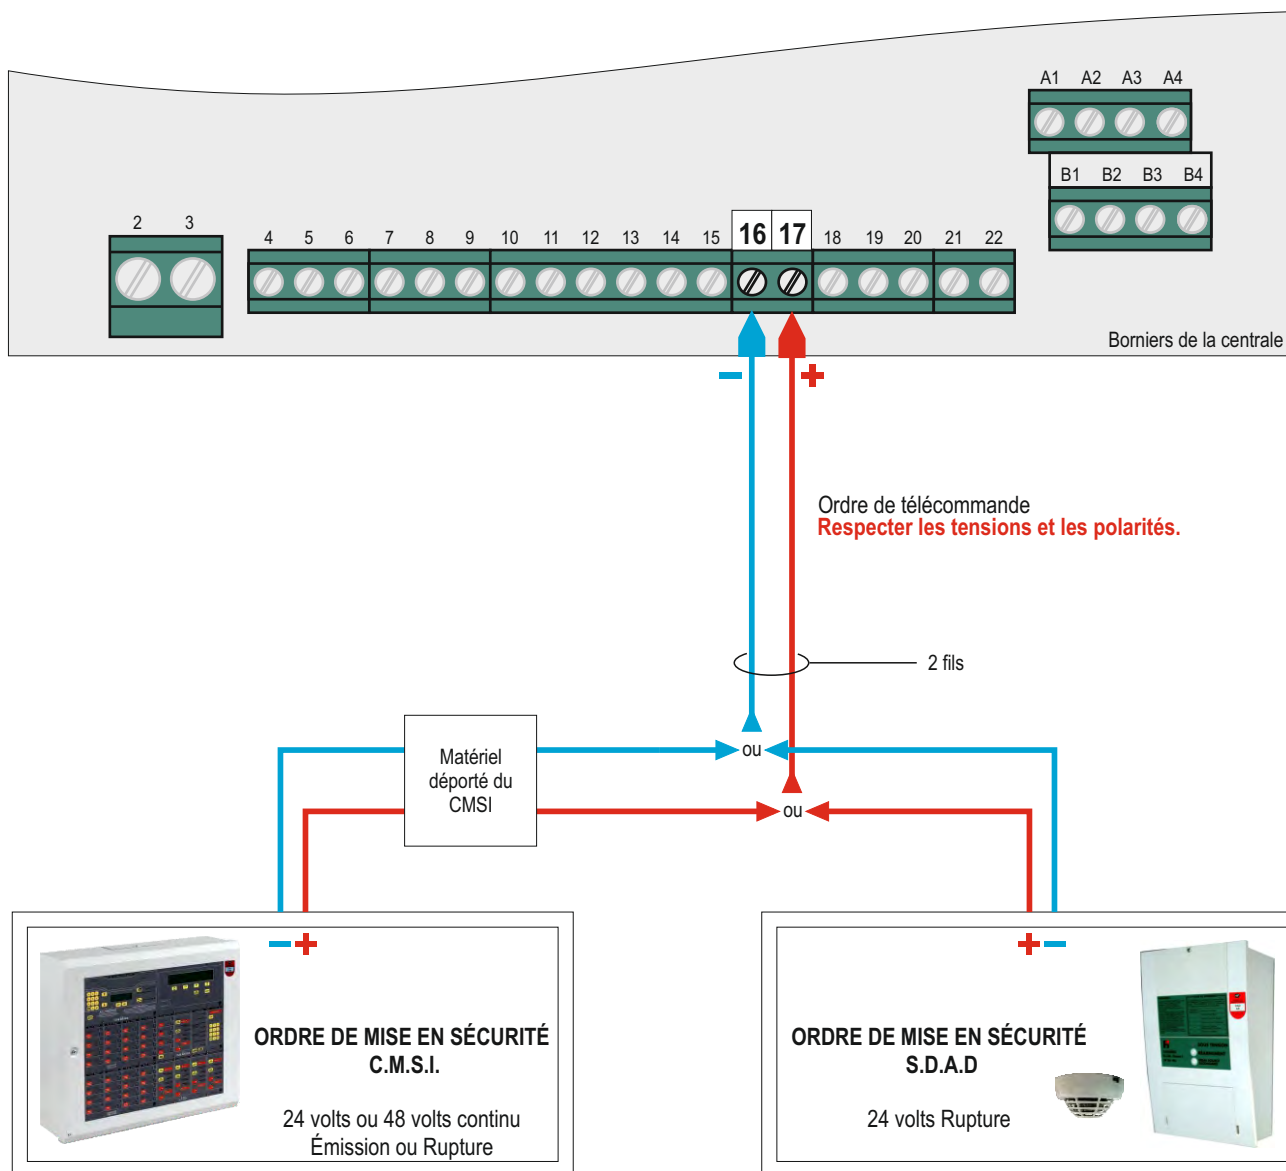 A1 A2 A3 A4
B1 B2 B3 B4
2 3
4 5 6 7 8 9 10 11 12 13 14 15 16 17 18 19 20 21 22
Borniers de la centrale
Ordre de télécommande
Respecter les tensions et les polarités.
2 fils
Matériel
déporté du
CMSI
ou
ou
ORDRE DE MISE EN SÉCURITÉ
C.M.S.I.
24 volts ou 48 volts continu
Émission ou Rupture
ORDRE DE MISE EN SÉCURITÉ
S.D.A.D
24 volts Rupture